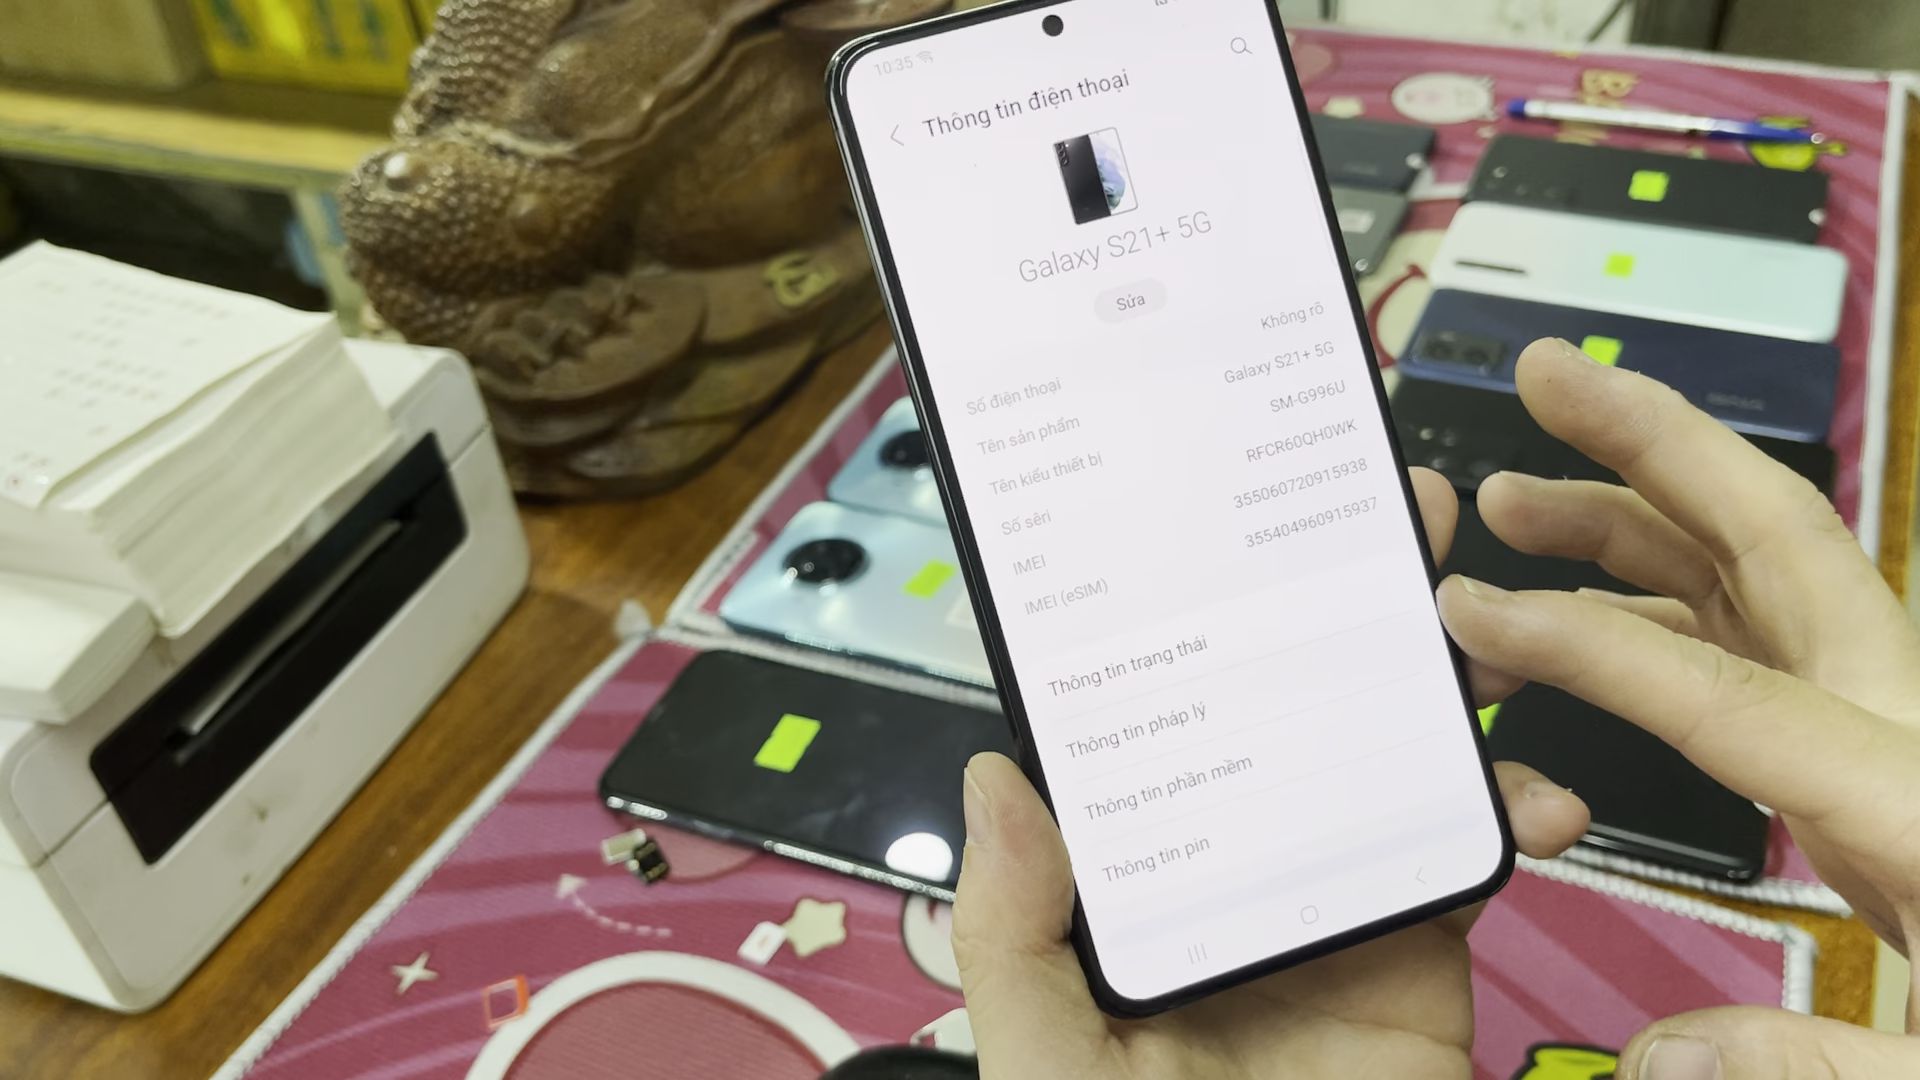 10:35
Thông tin điện thoại
Galaxy S21+ 5G
Sửa
Số điện thoại Không rõ
Tên sản phẩm Galaxy S21+ 5G
Tên kiểu thiết bị SM-G996U
Số sêri RFCR60QH0WK
IMEI 355060720915938
IMEI (eSIM) 355404960915937
Thông tin trạng thái
Thông tin pháp lý
Thông tin phần mềm
Thông tin pin